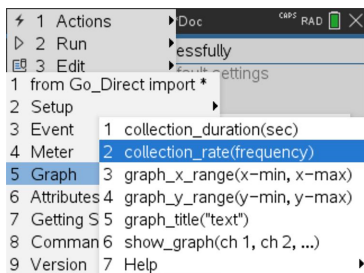 1 Actions
*Doc
CAPS RAD
2 Run
3 Edit
essfully
fault settings
1 from Go_Direct import *
2 Setup
3 Event
4 Meter
5 Graph
6 Attributes
7 Getting S
8 Comman
9 Version
1 collection_duration(sec)
2 collection_rate(frequency)
3 graph_x_range(x-min, x-max)
4 graph_y_range(y-min, y-max)
5 graph_title("text")
6 show_graph(ch 1, ch 2, ...)
7 Help